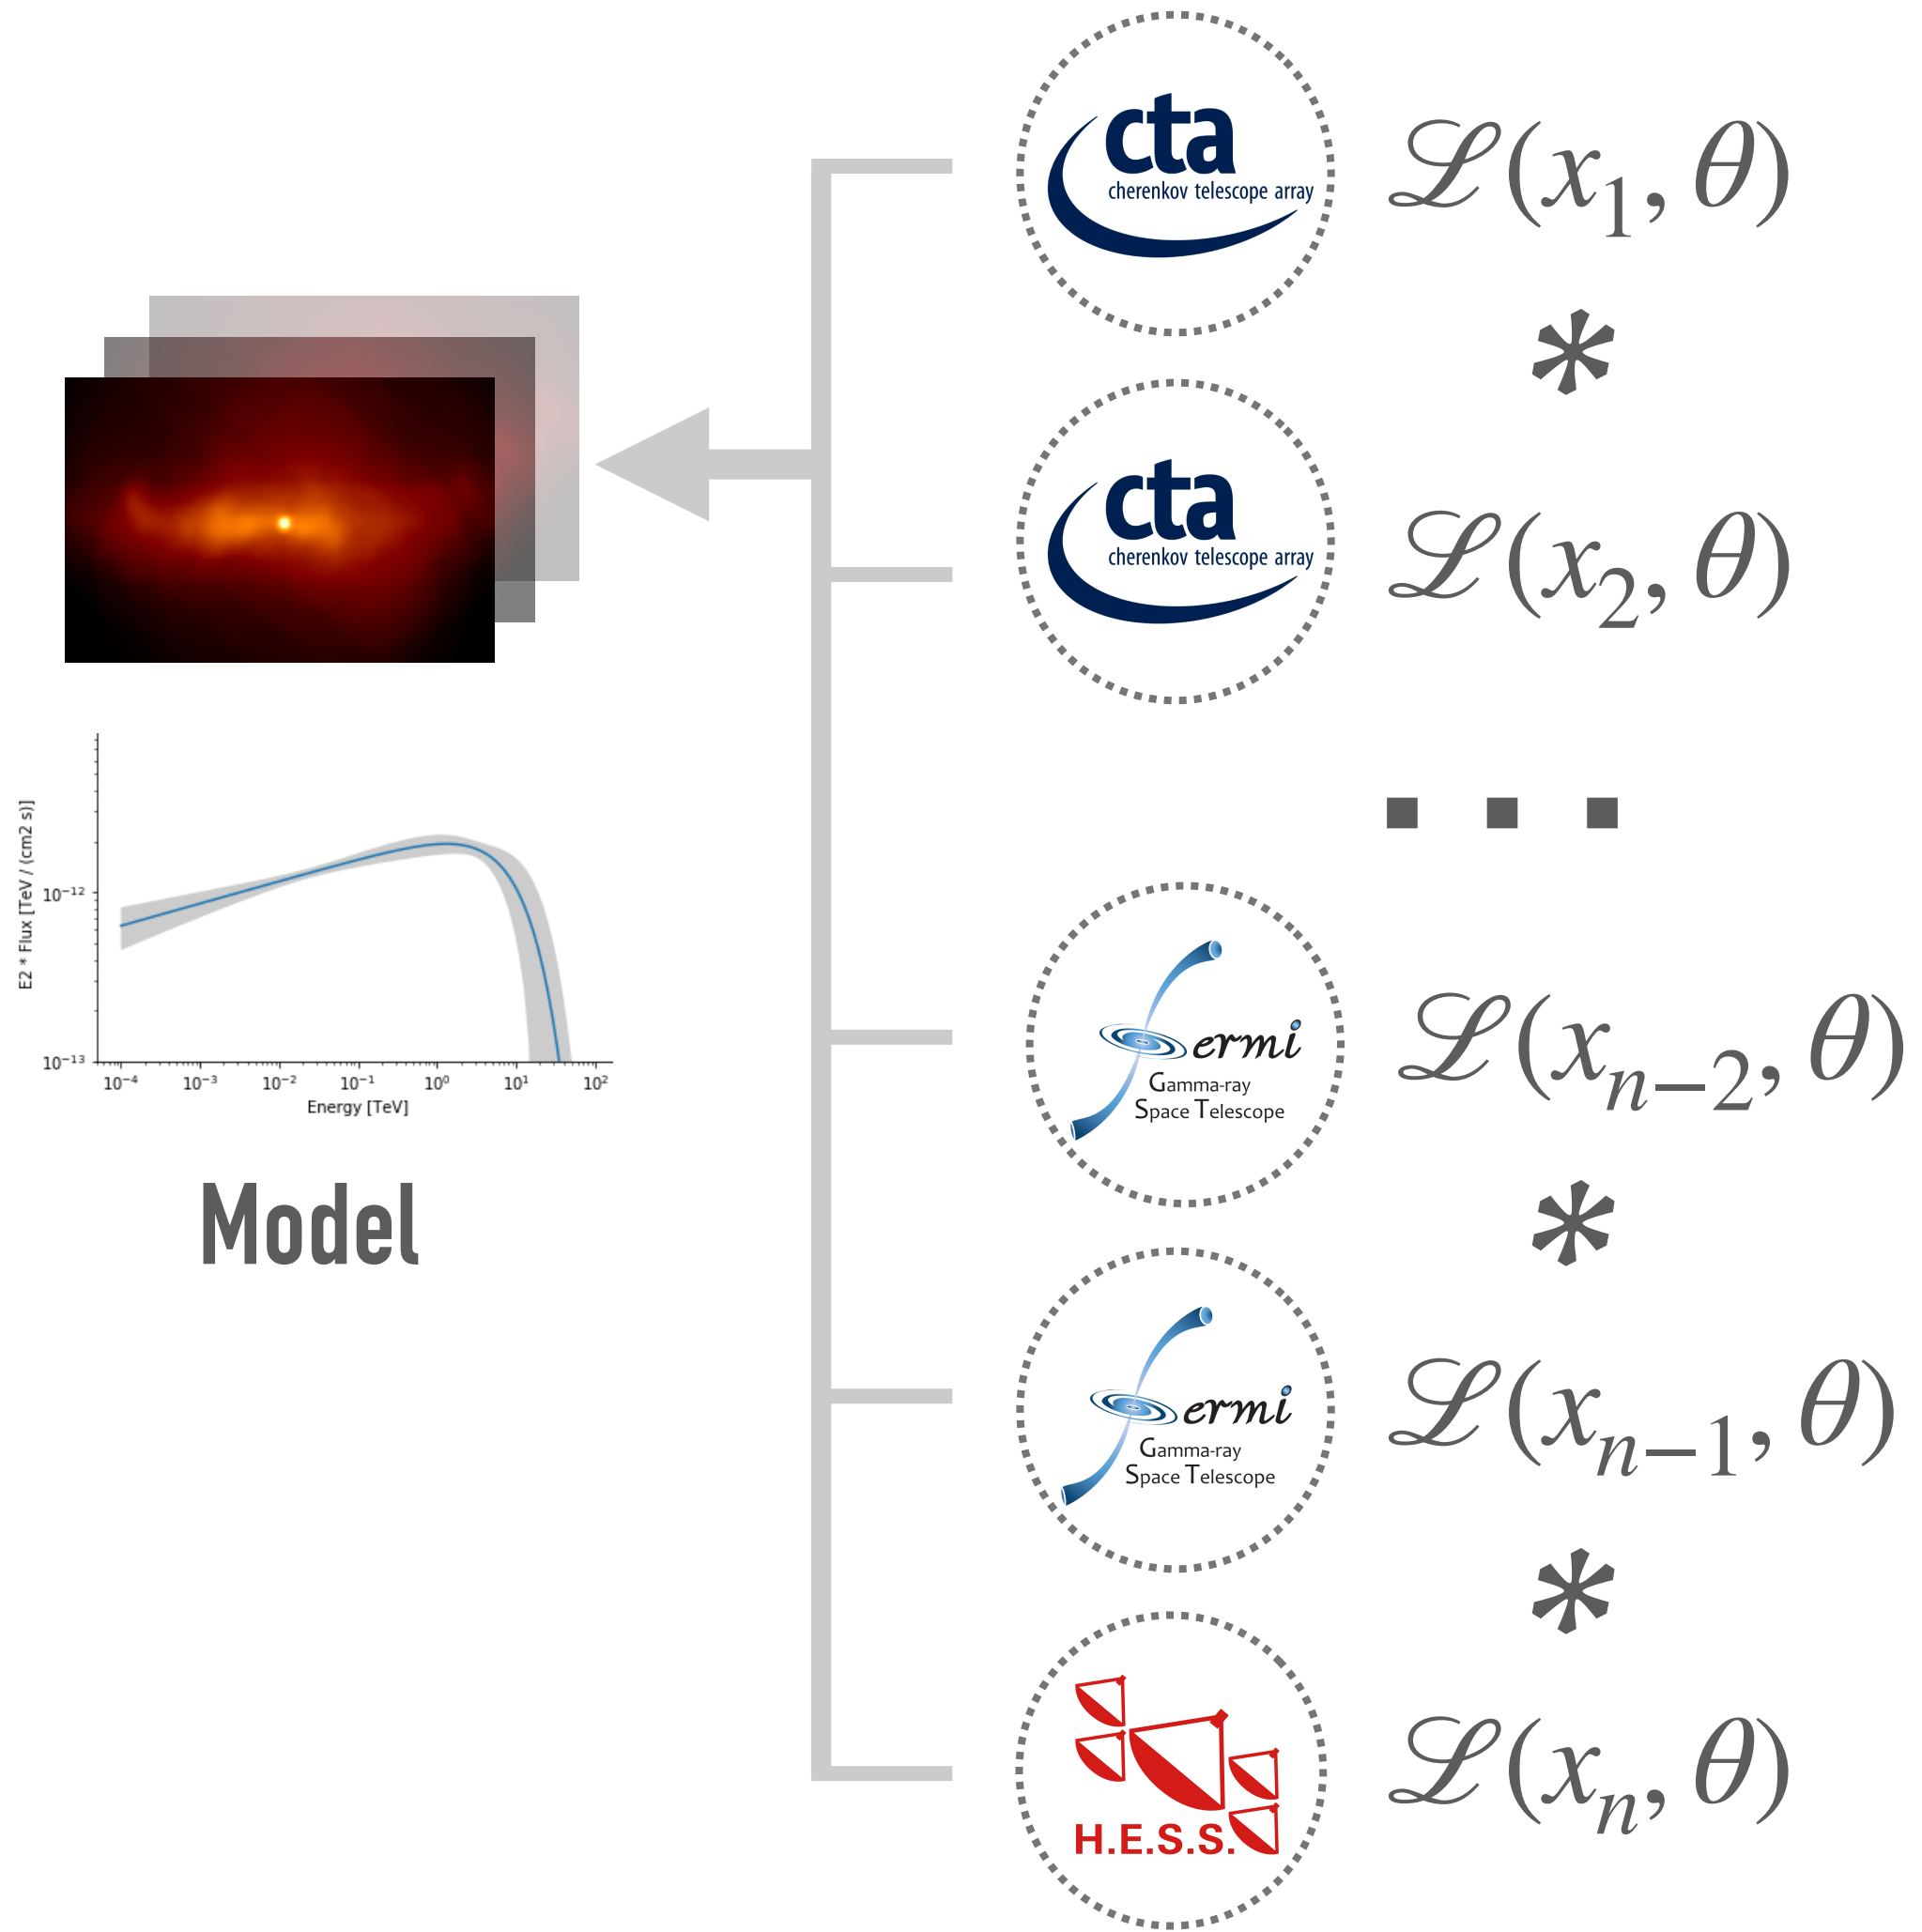 cta
cherenkov telescope array
ℒ(x₁, θ)
*
cta
cherenkov telescope array
ℒ(x₂, θ)
. . .
E2 * Flux [TeV / (cm2 s)]
10⁻¹²
10⁻¹³
10⁻⁴ 10⁻³ 10⁻² 10⁻¹ 10⁰ 10¹ 10²
Energy [TeV]
Model
ermi
Gamma-ray
Space Telescope
ℒ(xₙ₋₂, θ)
*
ermi
Gamma-ray
Space Telescope
ℒ(xₙ₋₁, θ)
*
H.E.S.S.
ℒ(xₙ, θ)